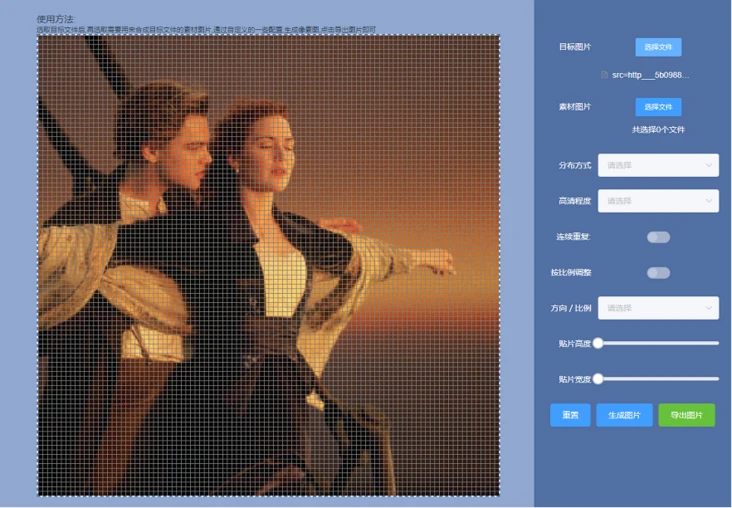 使用方法:
选取目标文件后,再选取需要用来合成目标文件的素材图片,通过自定义的一些配置,生成像素图,点击导出图片即可
目标图片
选择文件
src=http___5b0988...
素材图片
选择文件
共选择0个文件
分布方式
请选择
高清程度
请选择
连续重复:
按比例调整
方向 / 比例
请选择
贴片高度
贴片宽度
重置
生成图片
导出图片